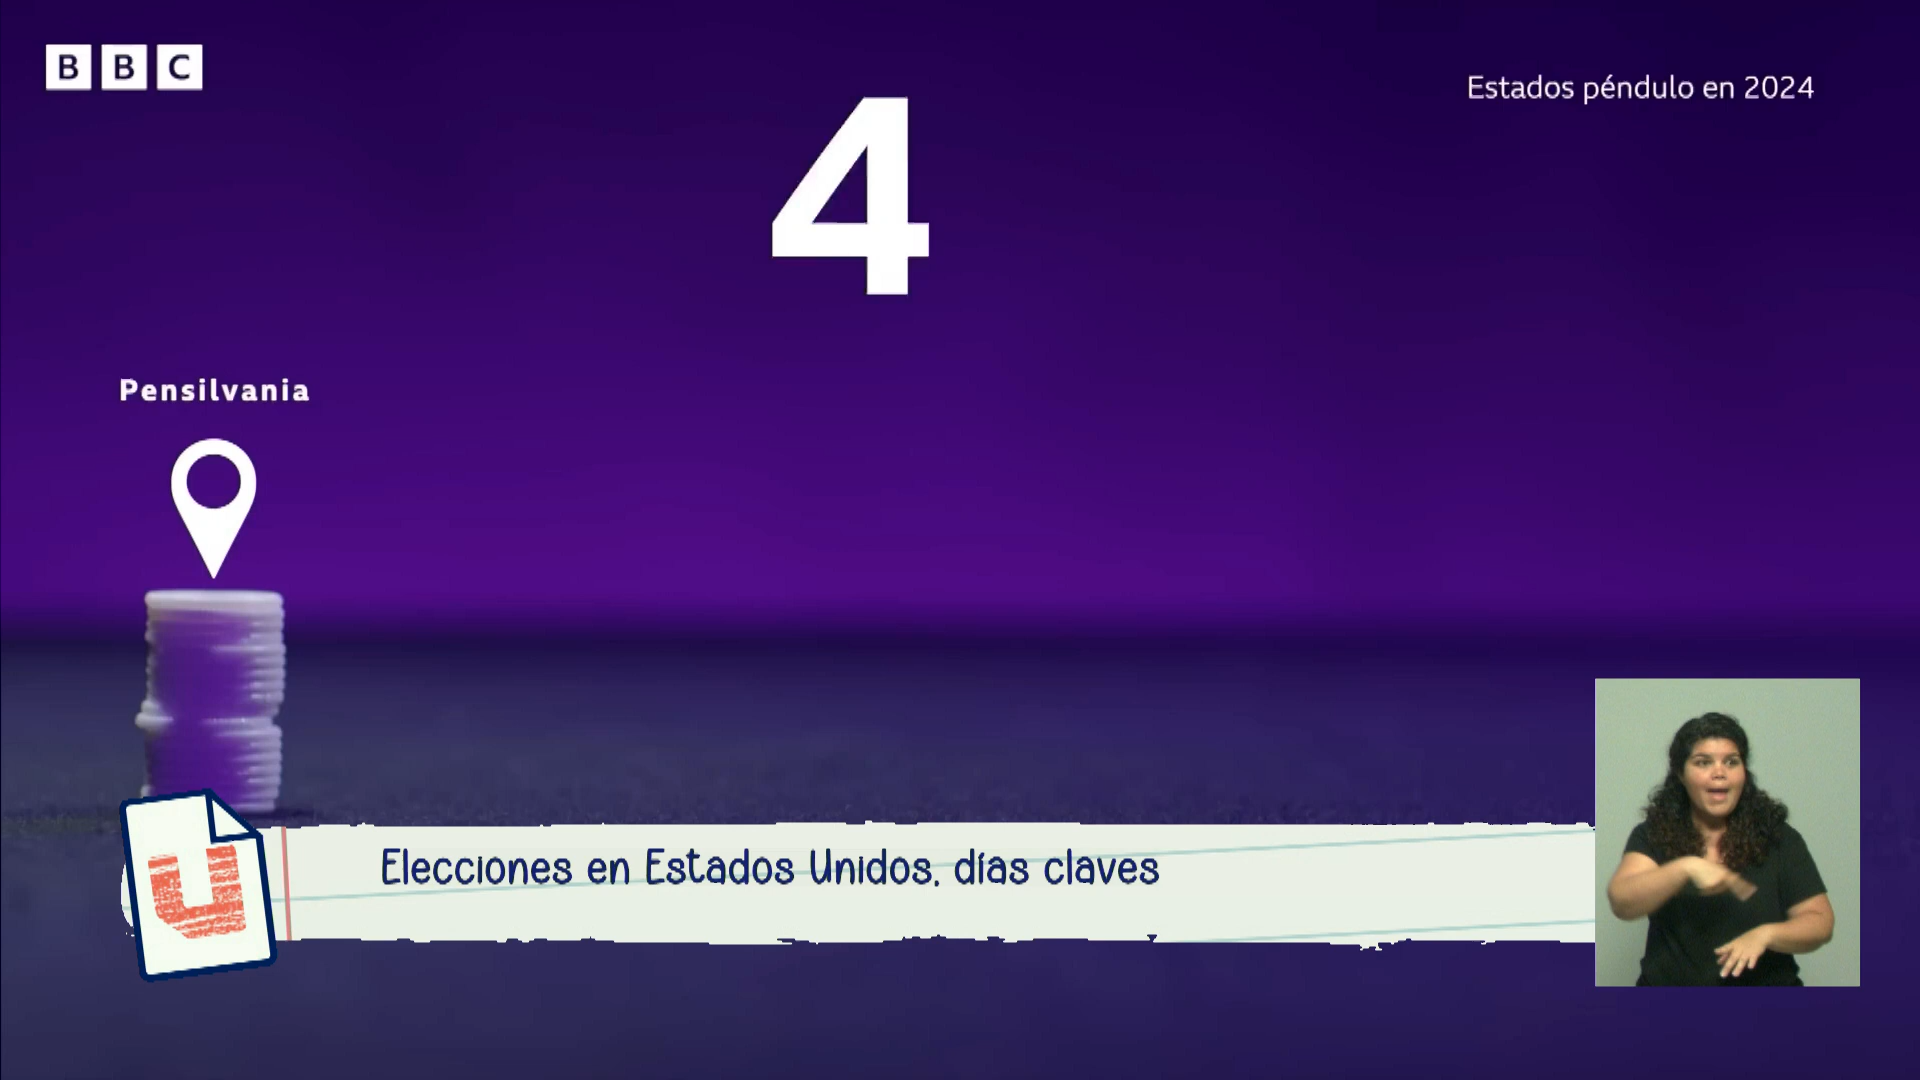 BBC
Estados péndulo en 2024
4
Pensilvania
U
Elecciones en Estados Unidos, días claves